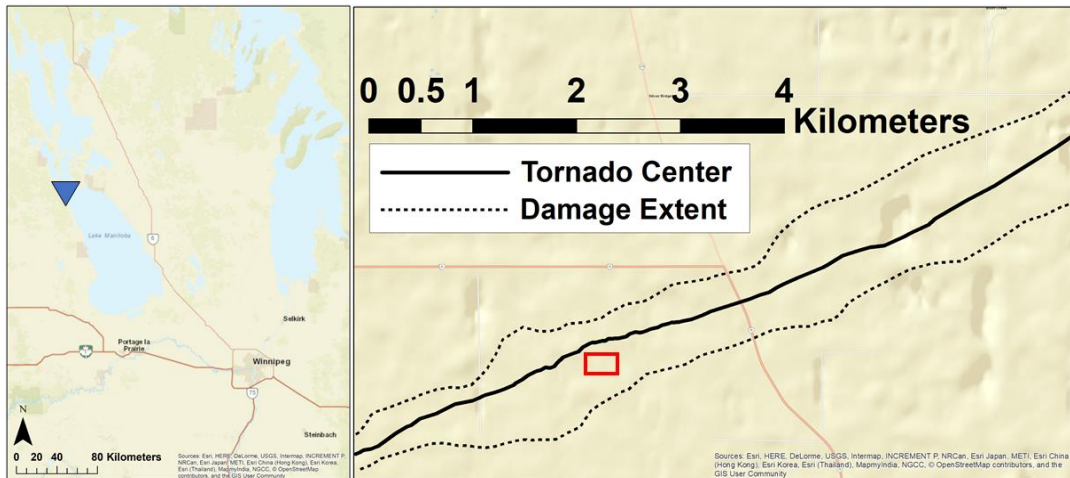 Lake Manitoba
6
Selkirk
Portage la
Prairie
1
Winnipeg
75
Steinbach
N
0 20 40 80 Kilometers
Sources: Esri, HERE, DeLorme, USGS, Intermap, INCREMENT P,
NRCan, Esri Japan, METI, Esri China (Hong Kong), Esri Korea,
Esri (Thailand), MapmyIndia, NGCC, © OpenStreetMap
contributors, and the GIS User Community
0 0.5 1 2 3 4
Kilometers
Tornado Center
Damage Extent
Sources: Esri, HERE, DeLorme, USGS, Intermap, INCREMENT P, NRCan, Esri Japan, METI, Esri China
(Hong Kong), Esri Korea, Esri (Thailand), MapmyIndia, NGCC, © OpenStreetMap contributors, and the
GIS User Community